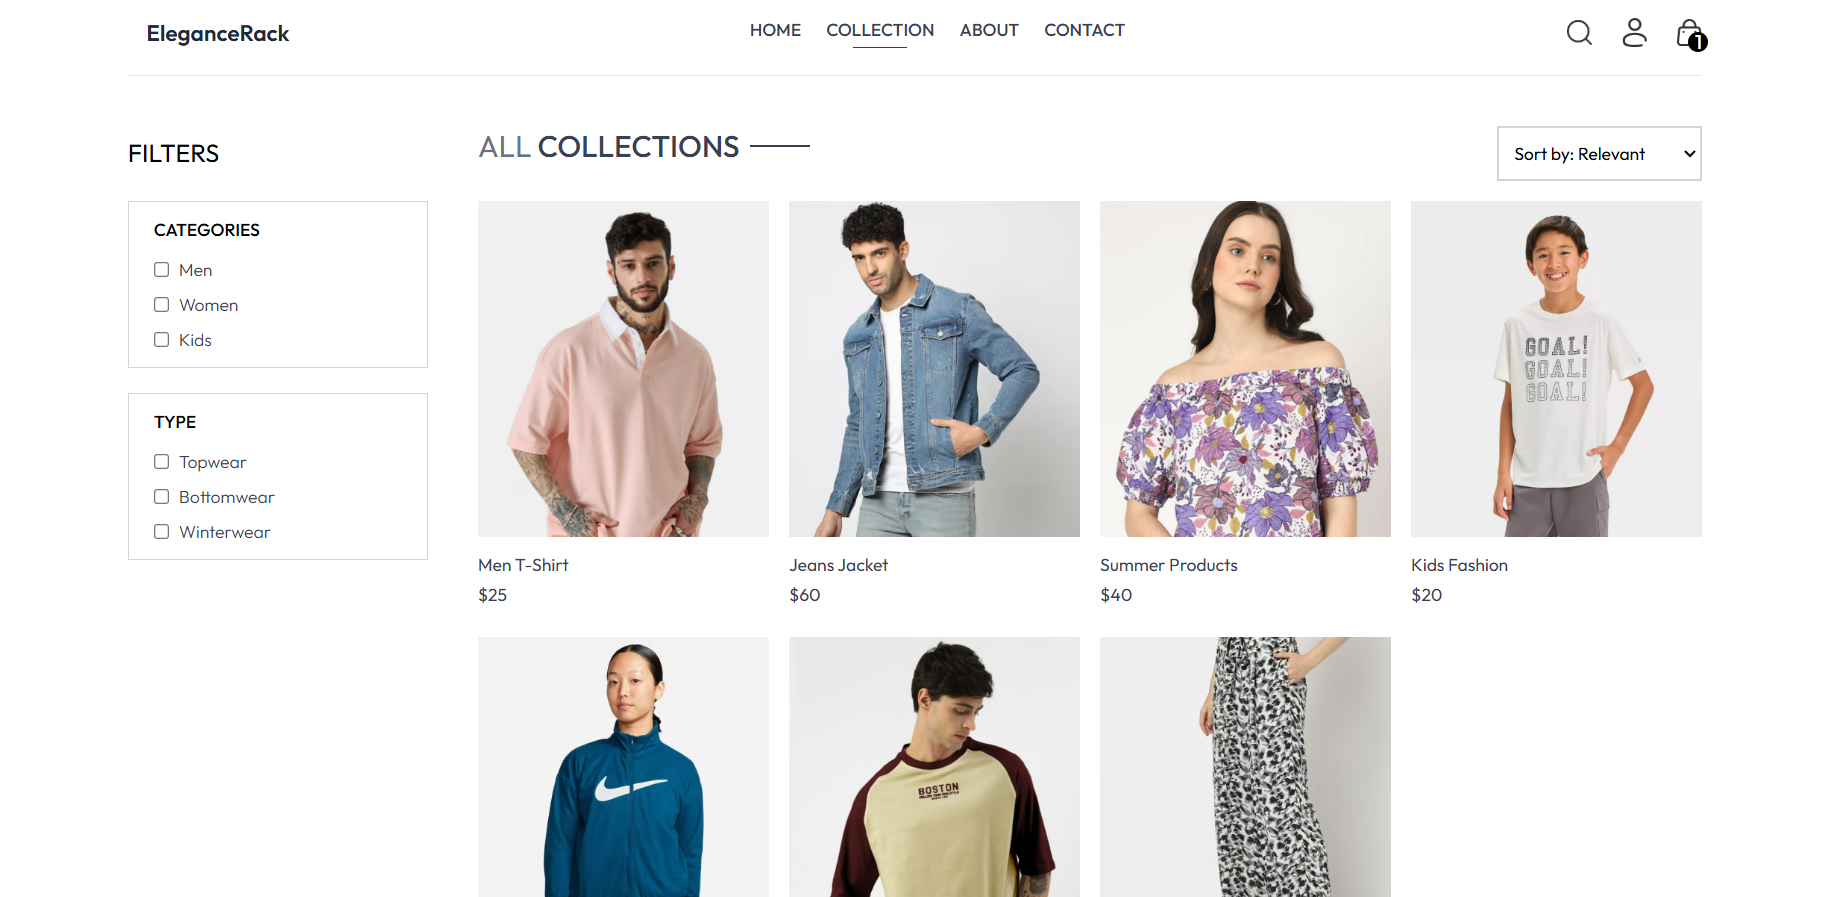 EleganceRack
HOME COLLECTION ABOUT CONTACT
1
FILTERS
ALL COLLECTIONS
Sort by: Relevant
CATEGORIES
Men
Women
Kids
TYPE
Topwear
Bottomwear
Winterwear
GOAL!
GOAL!
GOAL!
Men T-Shirt
$25
Jeans Jacket
$60
Summer Products
$40
Kids Fashion
$20
BOSTON